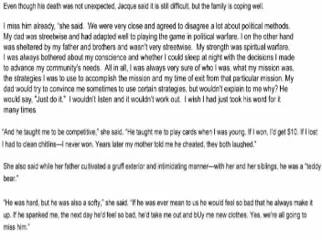 Even though his death was not unexpected, Jacque said it is still difficult, but the family is coping well.
I miss him already, "she said. We were very close and agreed to disagree a lot about political methods.
My dad was streetwise and had adapted well to playing the game in political warfare. I on the other hand
was sheltered by my father and brothers and wasn't very streetwise. My strength was spiritual warfare.
I was always bothered about my conscience and whether I could sleep at night with the decisions I made
to advance my community's needs. All in all, I was always very sure of who I was, what my mission was,
the strategies I was to use to accomplish the mission and my time of exit from that particular mission. My
dad would try to convince me sometimes to use certain strategies, but wouldn't explain to me why? He
would say, "Just do it." I wouldn't listen and it wouldn't work out. I wish I had just took his word for it
many times
"And he taught me to be competitive," she said. "He taught me to play cards when I was young. If I won, I'd get $10. If I lost
I had to clean chitlins—I never won. Years later my mother told me he cheated, they both laughed."
She also said while her father cultivated a gruff exterior and intimidating manner—with her and her siblings, he was a "teddy
bear."
"He was hard, but he was also a softy," she said. "If he was ever mean to us he would feel so bad that he always make it
up. If he spanked me, the next day he'd feel so bad, he'd take me out and bUy me new clothes. Yes, we're all going to
miss him."